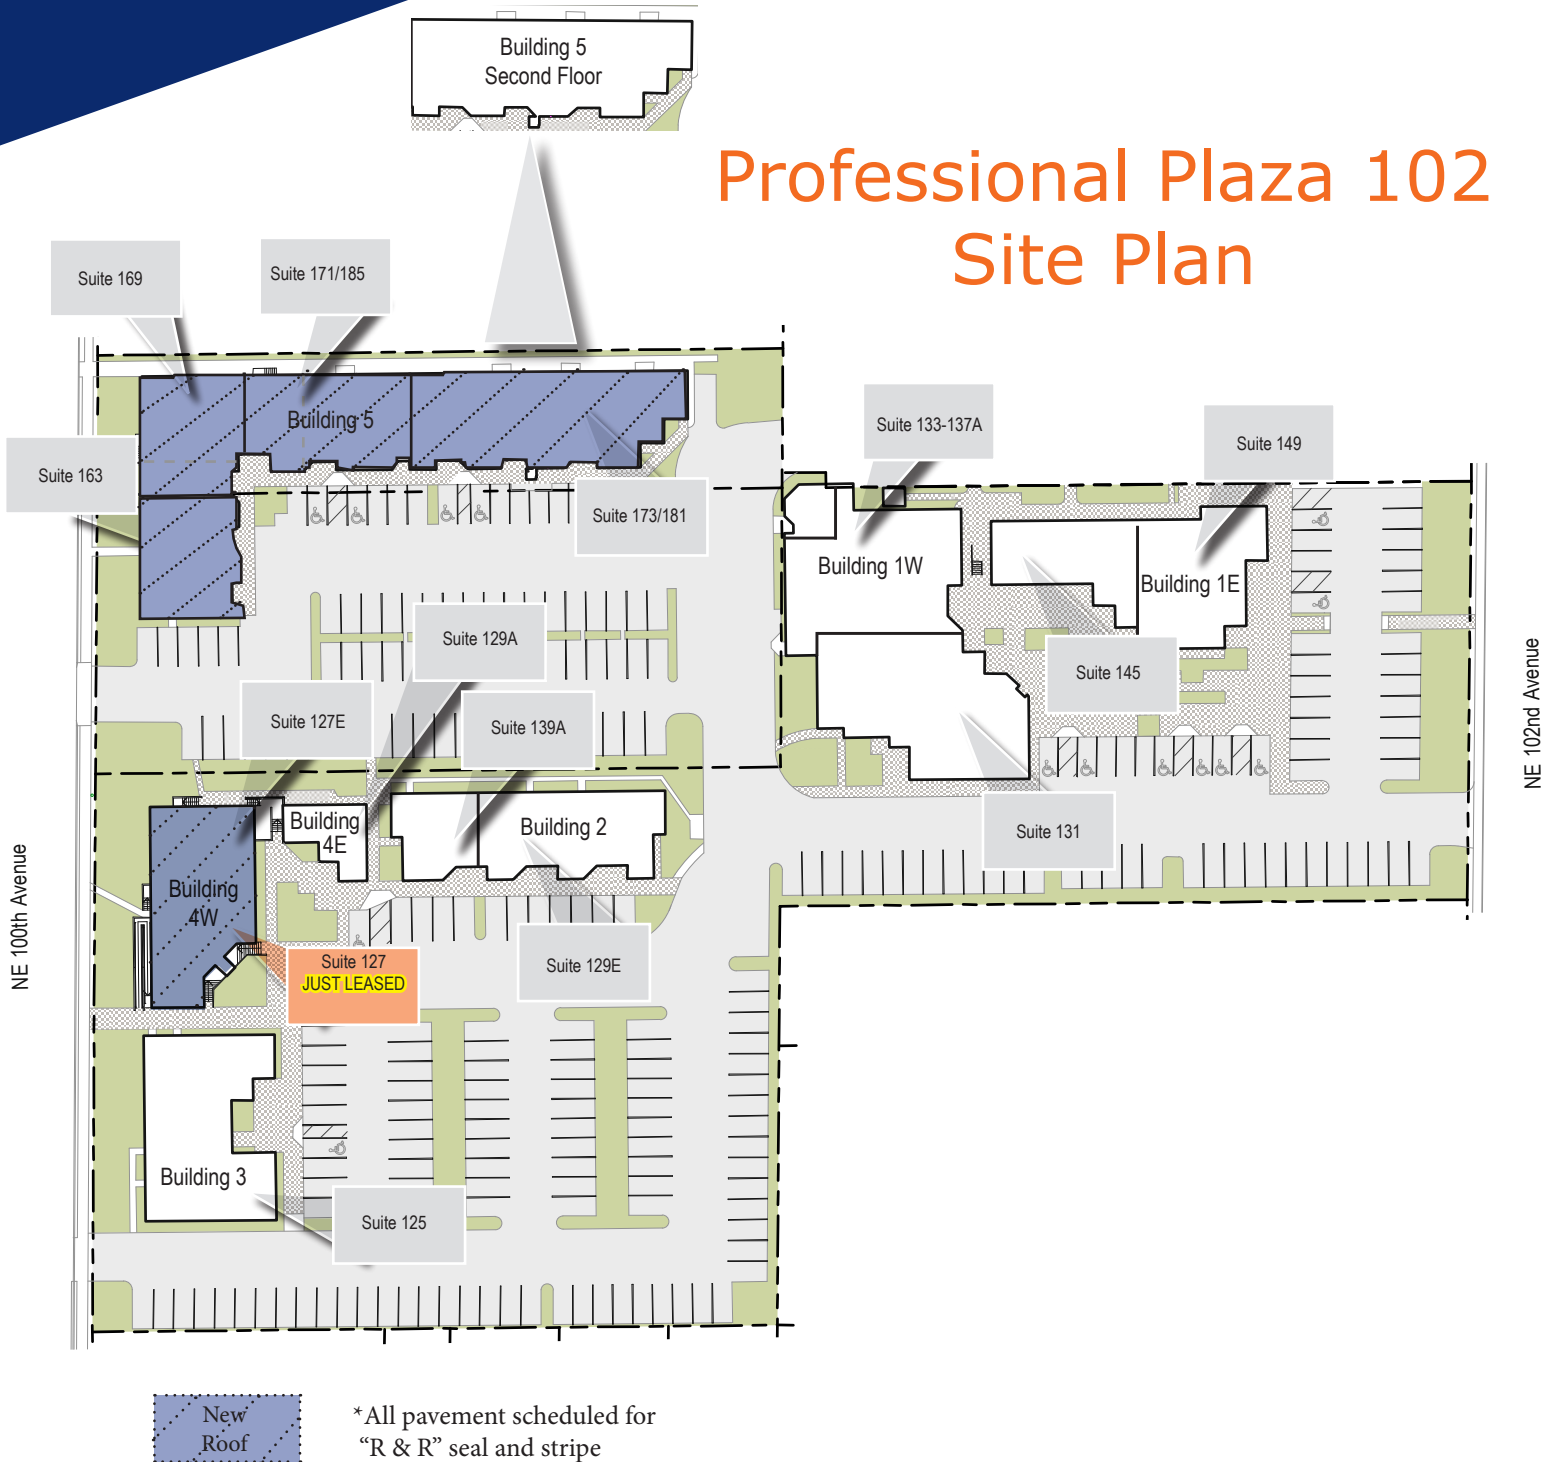 Building 5
Second Floor
Professional Plaza 102
Site Plan
Suite 169
Suite 171/185
Building 5
Suite 163
Suite 173/181
Suite 133-137A
Suite 149
Building 1W
Building 1E
Suite 129A
Suite 145
Suite 127E
Suite 139A
NE 102nd Avenue
Building
4E
Building 2
Suite 131
NE 100th Avenue
Building
4W
Suite 127
JUST LEASED
Suite 129E
Building 3
Suite 125
New
Roof
*All pavement scheduled for
“R & R” seal and stripe